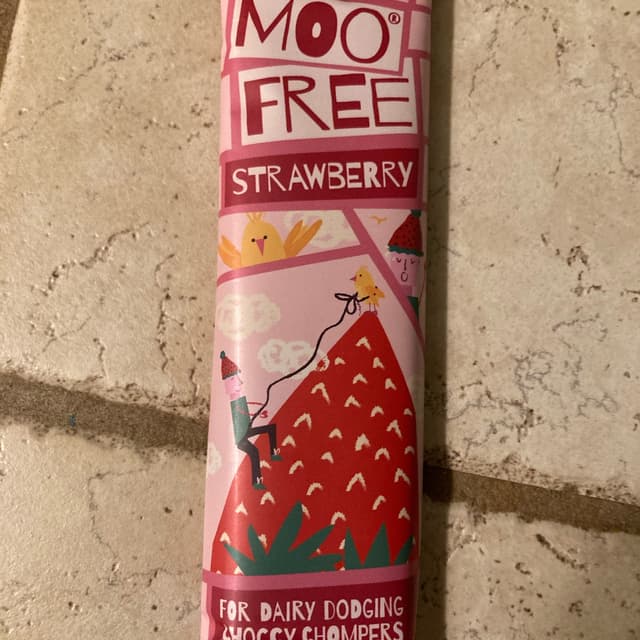 MOO®
FREE
STRAWBERRY
FOR DAIRY DODGING
CHOCCY CHOMPERS